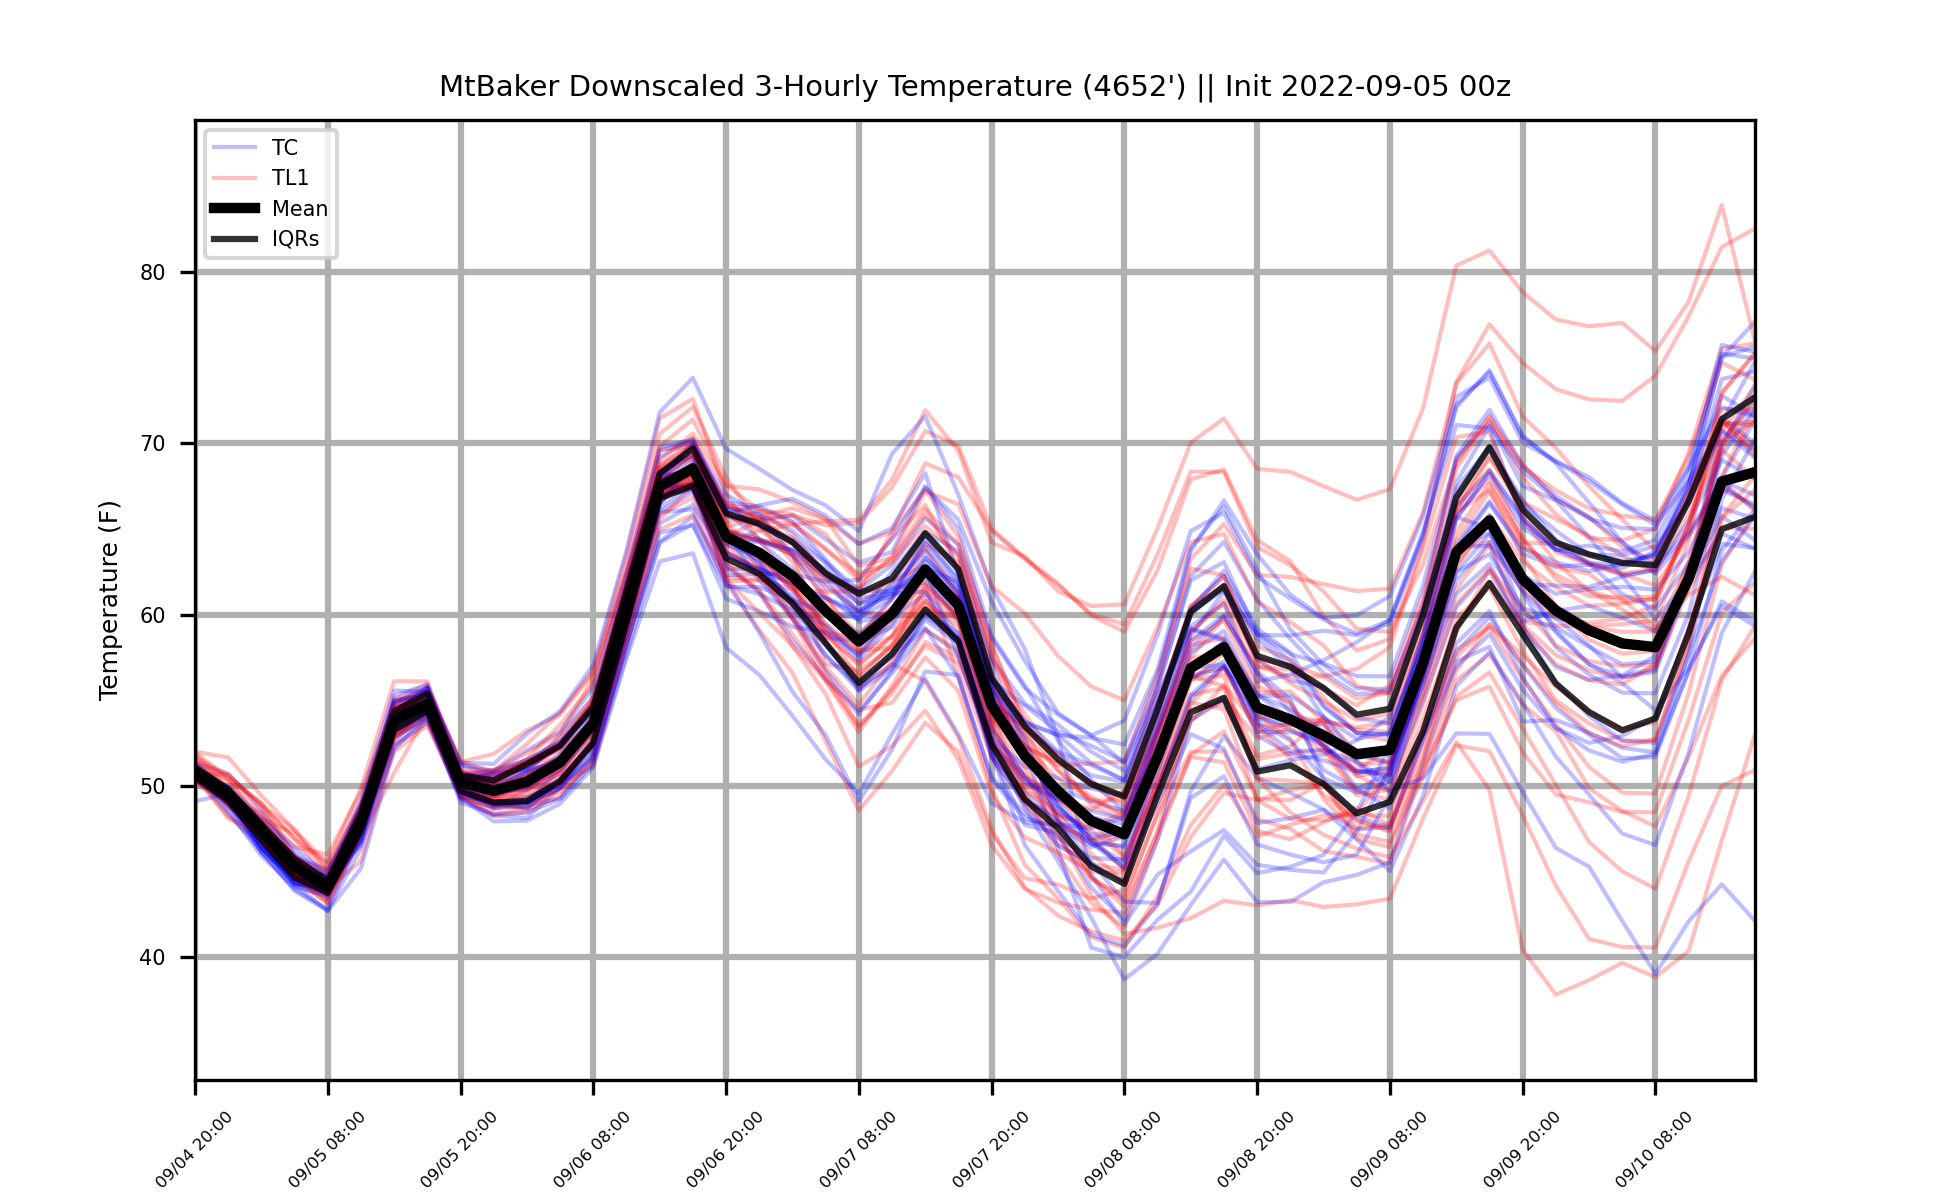 MtBaker Downscaled 3-Hourly Temperature (4652') || Init 2022-09-05 00z
TC
TL1
Mean
IQRs
Temperature (F)
80
70
60
50
40
09/04 20:00
09/05 08:00
09/05 20:00
09/06 08:00
09/06 20:00
09/07 08:00
09/07 20:00
09/08 08:00
09/08 20:00
09/09 08:00
09/09 20:00
09/10 08:00